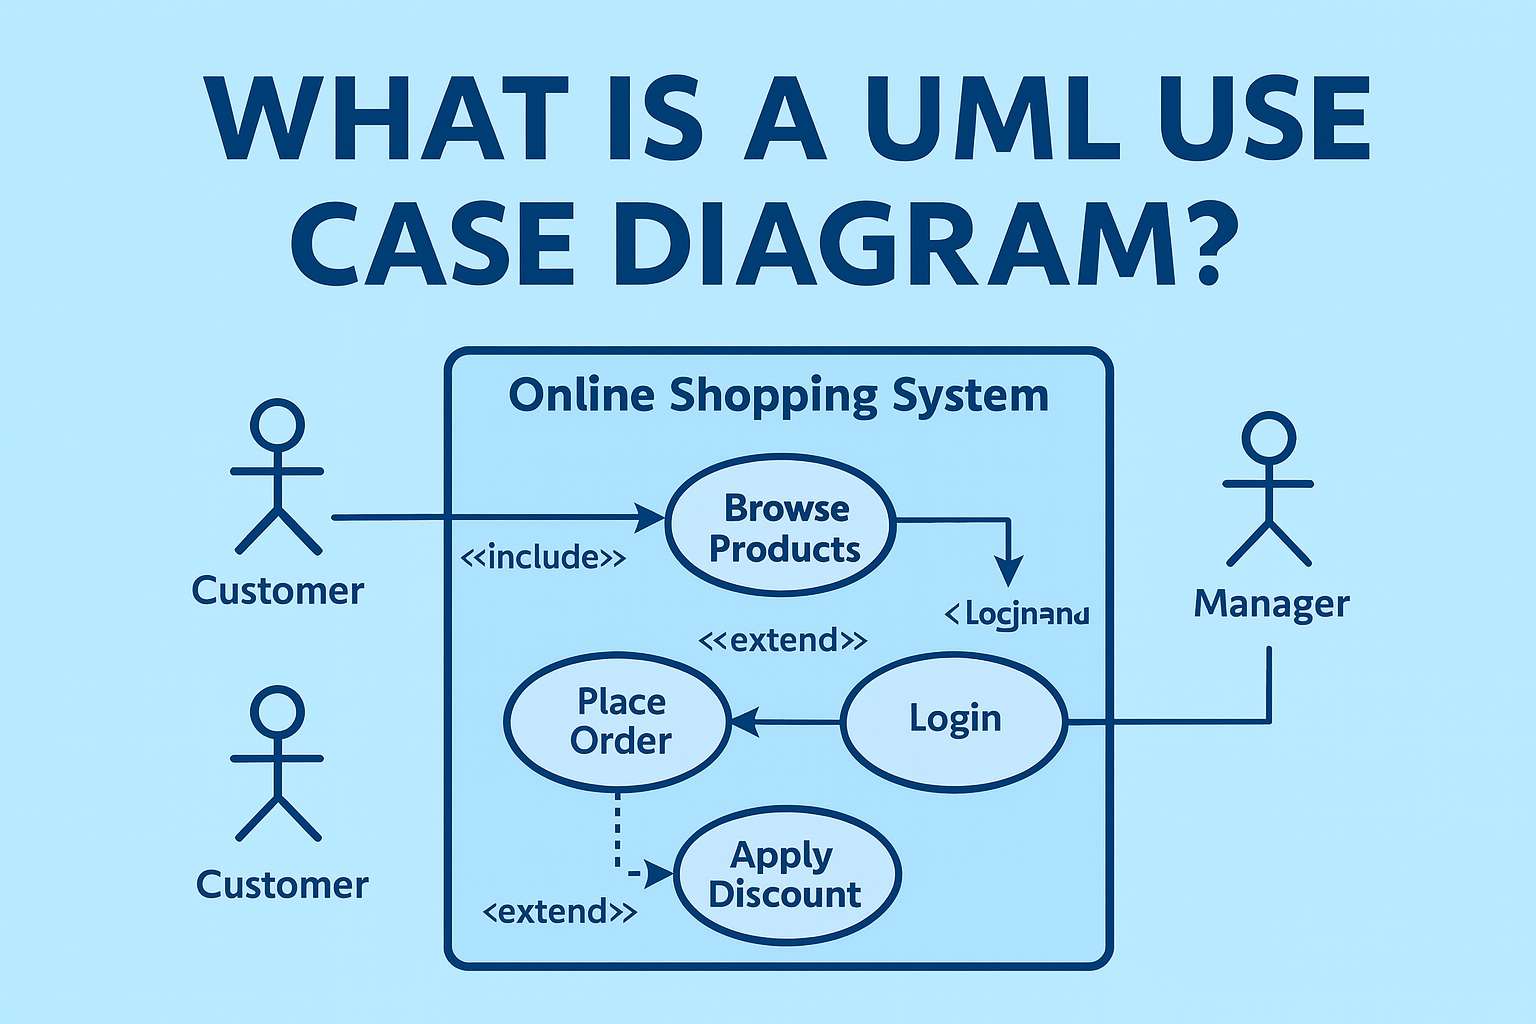 WHAT IS A UML USE
CASE DIAGRAM?
Online Shopping System
Browse
Products
<<include>>
Customer
Manager
<<extend>>
Place
Order
Login
Apply
Discount
Customer
<extend>>